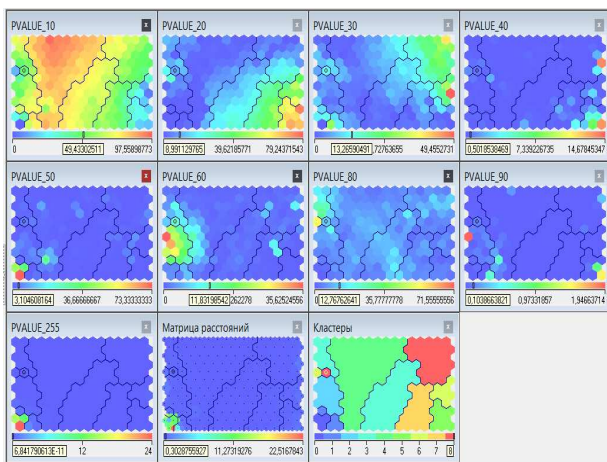 PVALUE_10 x
PVALUE_20 x
PVALUE_30 x
PVALUE_40 x
0 49,43302511 97,55898773
8,991129765 39,62185771 79,24371543
0 13,26590491 ,72763655 49,4552731
0,5018538469 7,339226735 14,67845347
PVALUE_50 x
PVALUE_60 x
PVALUE_80 x
PVALUE_90 x
3,104608164 36,66666667 73,33333333
0 11,83198542 262278 35,62524556
0 12,76762641 35,77777778 71,55555556
0,1038663821 0,97331857 1,94663714
PVALUE_255 x
Матрица расстояний x
Кластеры x
6,841790613E-11 12 24
0,3028755927 11,27319276 22,5167843
0 1 2 3 4 5 6 7 8